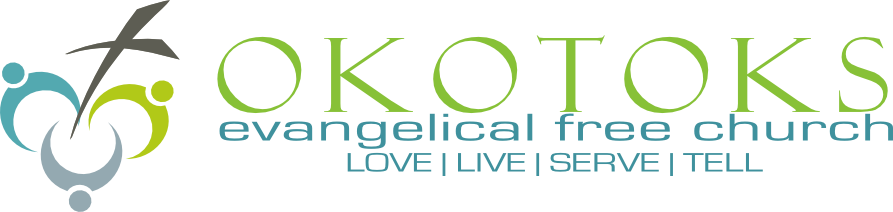 OKOTOKS
evangelical free church
LOVE | LIVE | SERVE | TELL